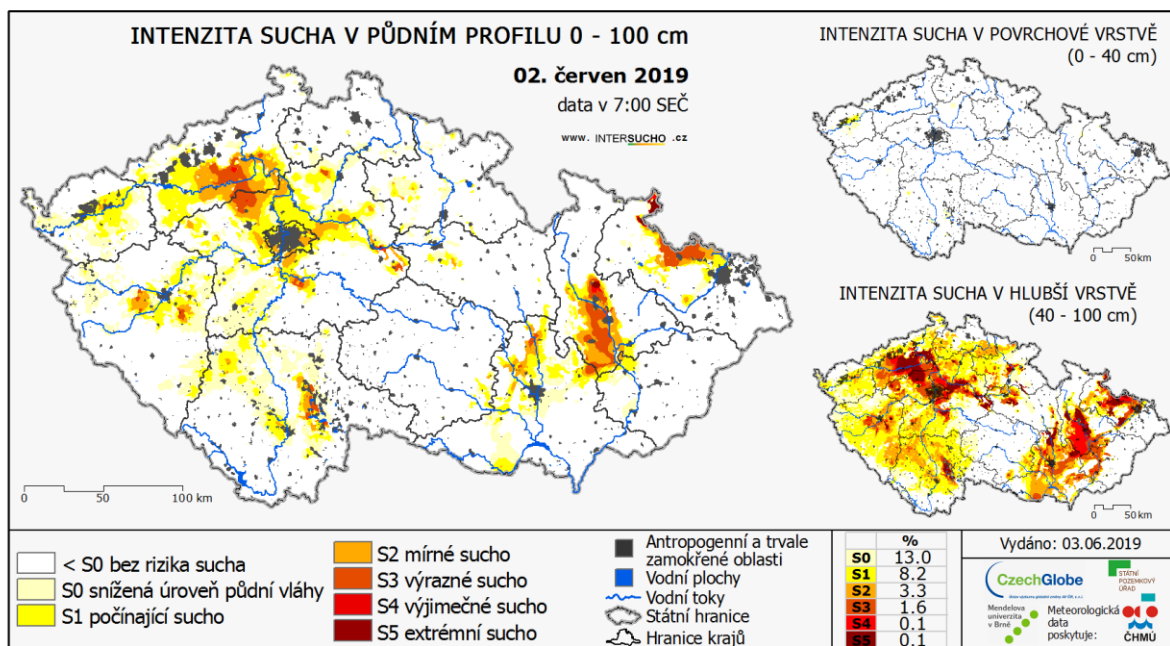 INTENZITA SUCHA V PŮDNÍM PROFILU 0 - 100 cm
02. červen 2019
data v 7:00 SEČ
www. INTERSUCHO .cz
0 50 100 km
INTENZITA SUCHA V POVRCHOVÉ VRSTVĚ
(0 - 40 cm)
0 50km
INTENZITA SUCHA V HLUBŠÍ VRSTVĚ
(40 - 100 cm)
0 50km
< S0 bez rizika sucha
S0 snížená úroveň půdní vláhy
S1 počínající sucho
S2 mírné sucho
S3 výrazné sucho
S4 výjimečné sucho
S5 extrémní sucho
Antropogenní a trvale
zamokřené oblasti
Vodní plochy
Vodní toky
Státní hranice
Hranice krajů
%
S0 13.0
S1 8.2
S2 3.3
S3 1.6
S4 0.1
S5 0.1
Vydáno: 03.06.2019
CzechGlobe
STÁTNÍ
POZEMKOVÝ
ÚŘAD
Mendelova
univerzita
v Brně
Meteorologická
data
poskytuje:
ČHMÚ